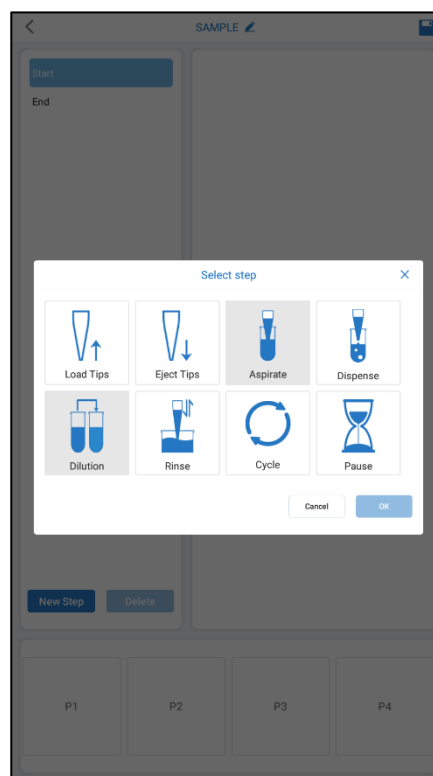 SAMPLE
Start
End
Select step
Load Tips
Eject Tips
Aspirate
Dispense
Dilution
Rinse
Cycle
Pause
Cancel
OK
New Step
Delete
P1
P2
P3
P4